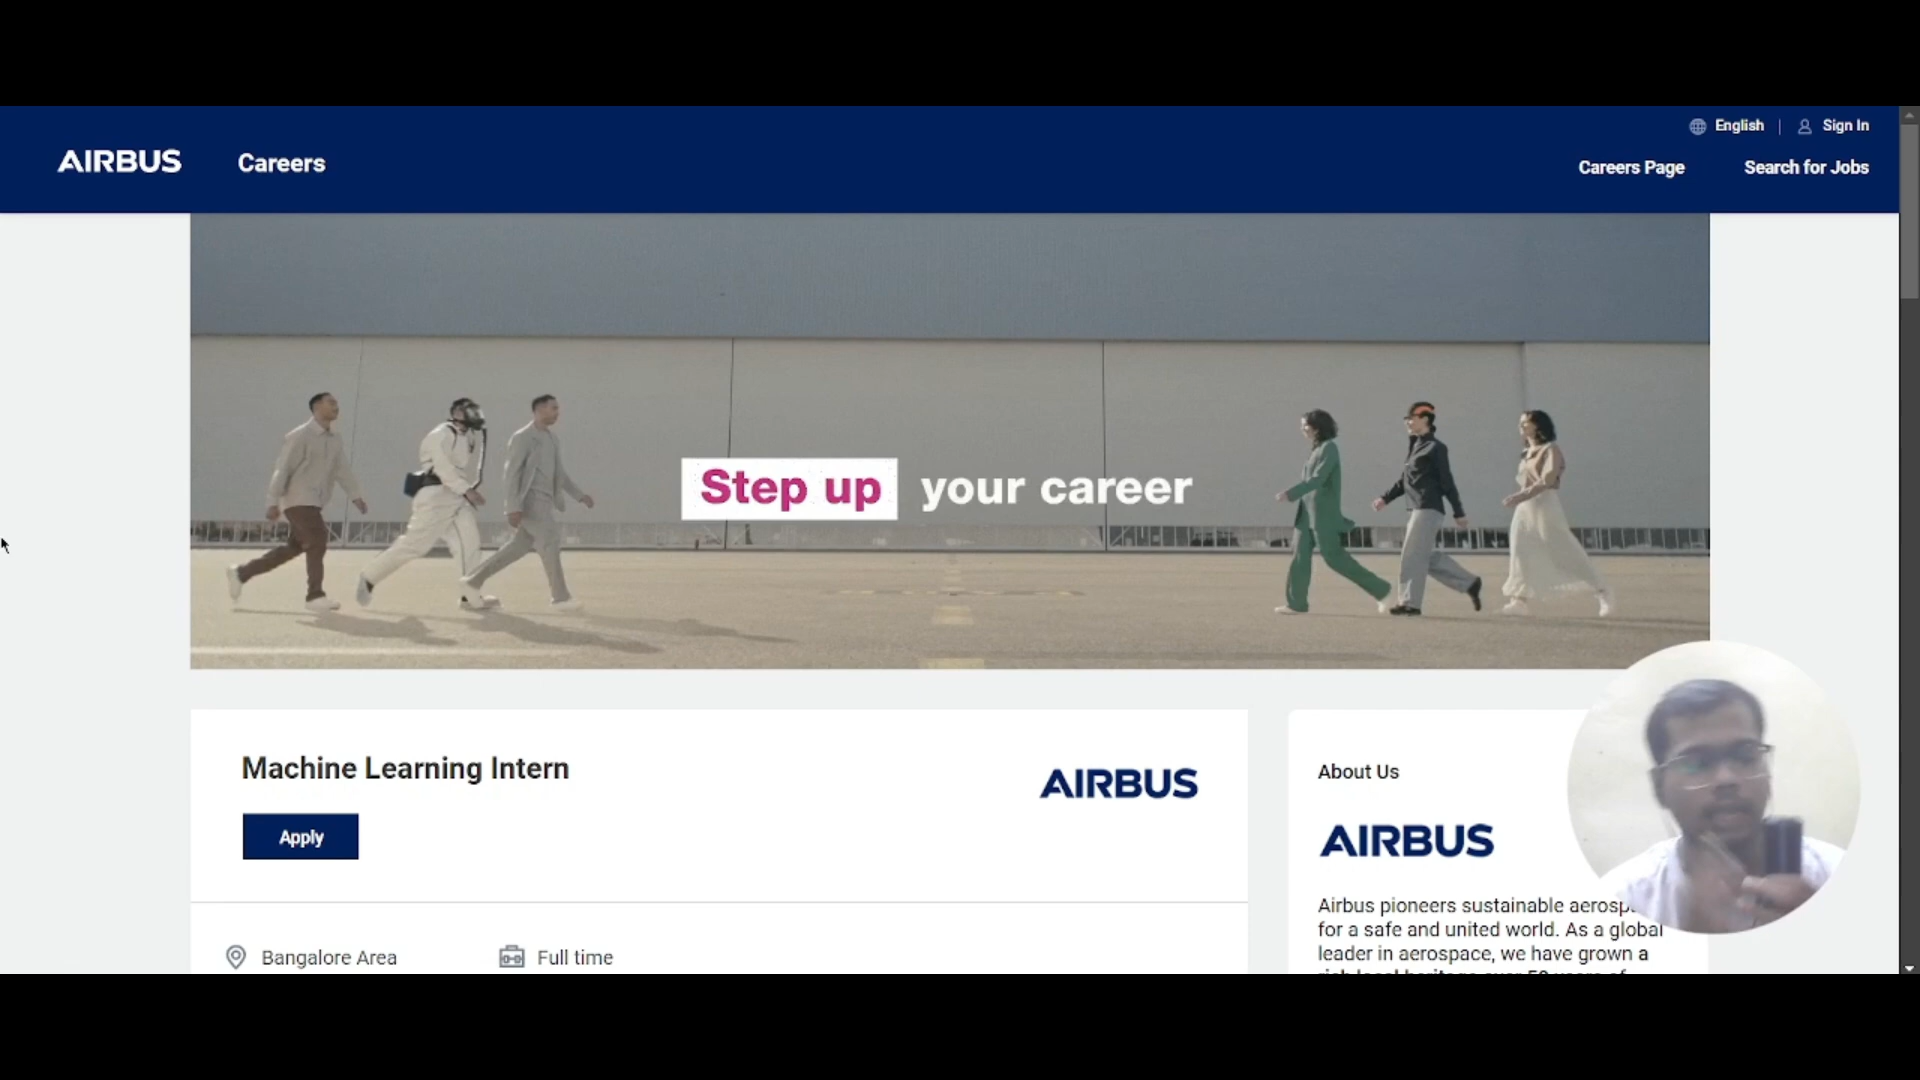 AIRBUS
Careers
English
Sign In
Careers Page
Search for Jobs
Step up your career
Machine Learning Intern
AIRBUS
Apply
Bangalore Area
Full time
About Us
AIRBUS
Airbus pioneers sustainable
for a safe and united world. As a global
leader in aerospace, we have grown a